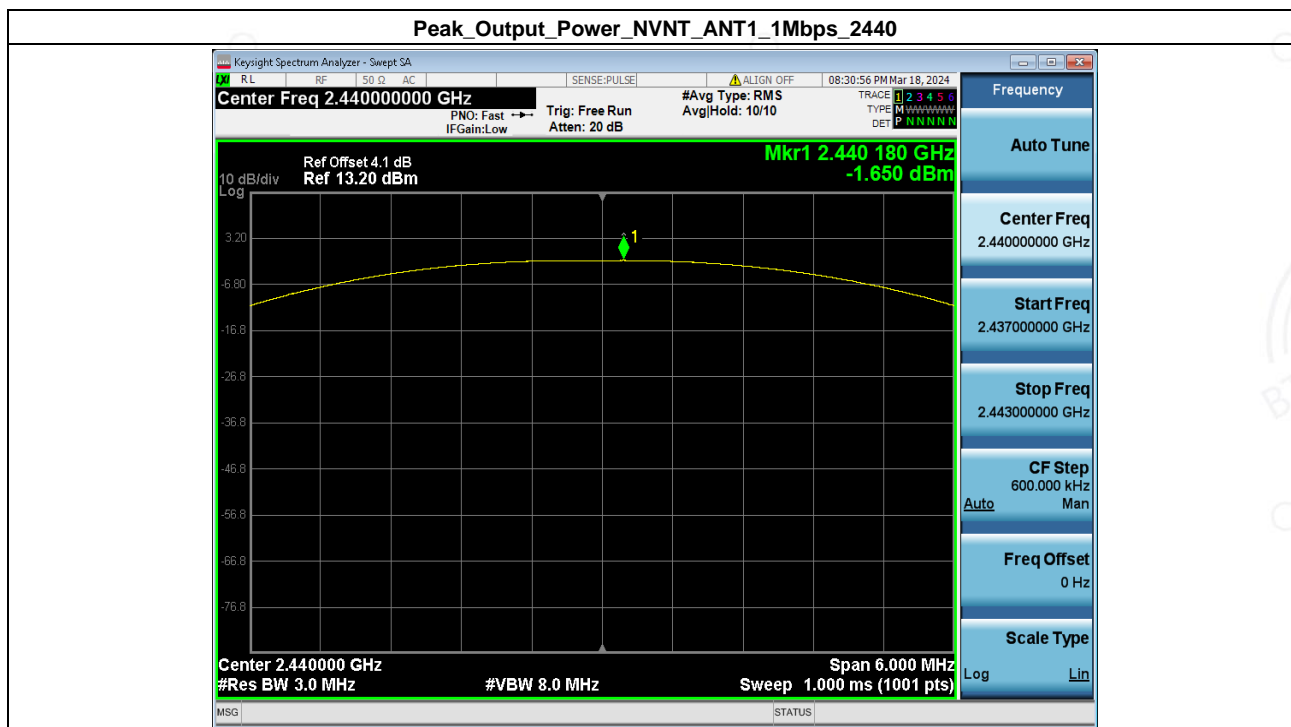 Peak_Output_Power_NVNT_ANT1_1Mbps_2440
Keysight Spectrum Analyzer - Swept SA
LXI RL RF 50 Ω AC SENSE:PULSE ALIGN OFF 08:30:56 PM Mar 18, 2024
Center Freq 2.440000000 GHz
PNO: Fast
IFGain:Low
Trig: Free Run
Atten: 20 dB
#Avg Type: RMS
Avg|Hold: 10/10
TRACE 1 2 3 4 5 6
TYPE M WWWWW
DET P N N N N N
Mkr1 2.440 180 GHz
-1.650 dBm
Ref Offset 4.1 dB
10 dB/div Ref 13.20 dBm
Log
1
3.20
-6.80
-16.8
-26.8
-36.8
-46.8
-56.8
-66.8
-76.8
Center 2.440000 GHz Span 6.000 MHz
#Res BW 3.0 MHz #VBW 8.0 MHz Sweep 1.000 ms (1001 pts)
MSG STATUS
Frequency
Auto Tune
Center Freq
2.440000000 GHz
Start Freq
2.437000000 GHz
Stop Freq
2.443000000 GHz
CF Step
600.000 kHz
Auto Man
Freq Offset
0 Hz
Scale Type
Log Lin